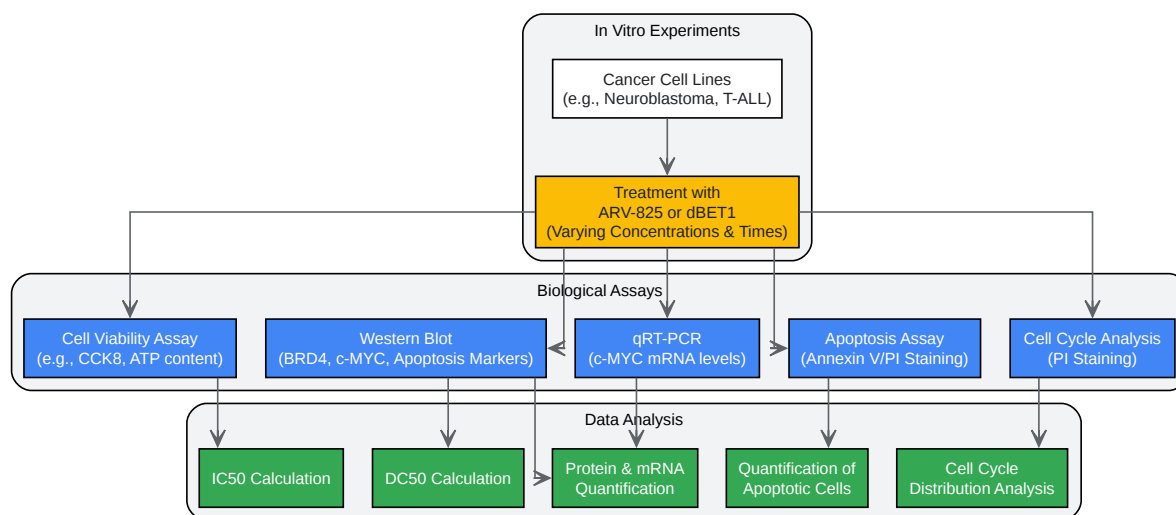 In Vitro Experiments
Cancer Cell Lines
(e.g., Neuroblastoma, T-ALL)
Treatment with
ARV-825 or dBET1
(Varying Concentrations & Times)
Biological Assays
Cell Viability Assay
(e.g., CCK8, ATP content)
Western Blot
(BRD4, c-MYC, Apoptosis Markers)
qRT-PCR
(c-MYC mRNA levels)
Apoptosis Assay
(Annexin V/PI Staining)
Cell Cycle Analysis
(PI Staining)
Data Analysis
IC50 Calculation
DC50 Calculation
Protein & mRNA
Quantification
Quantification of
Apoptotic Cells
Cell Cycle
Distribution Analysis